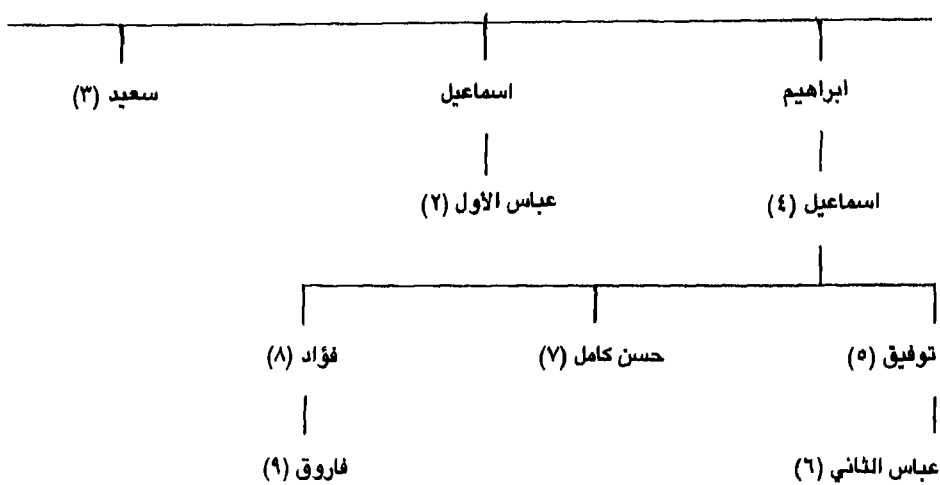 ابراهيم اسماعيل سعيد (٣)
اسماعيل (٤) عباس الأول (٢)
توفيق (٥) حسن كامل (٧) فؤاد (٨)
عباس الثاني (٦) فاروق (٩)